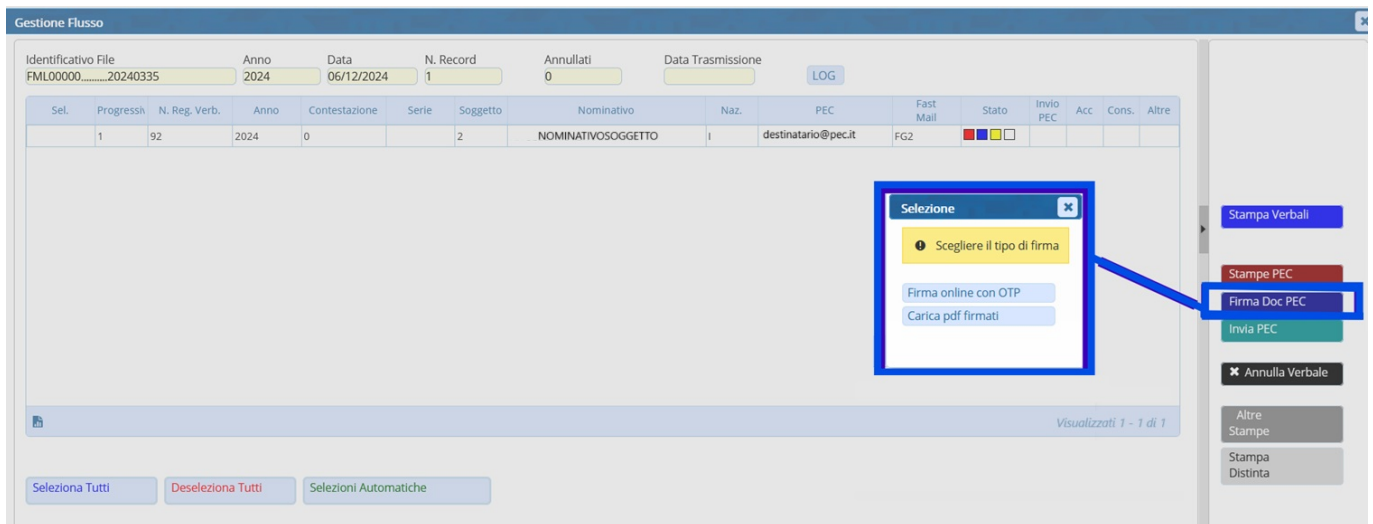 Gestione Flusso
Identificativo File Anno Data N. Record Annullati Data Trasmissione
FML00000..........20240335 2024 06/12/2024 1 0 LOG
Sel. Progressiv N. Reg. Verb. Anno Contestazione Serie Soggetto Nominativo Naz. PEC Fast Mail Stato Invio PEC Acc Cons. Altre
1 92 2024 0 2 NOMINATIVOSOGGETTO I destinatario@pec.it FG2
Selezione
Scegliere il tipo di firma
Firma online con OTP
Carica pdf firmati
Stampa Verbali
Stampe PEC
Firma Doc PEC
Invia PEC
Annulla Verbale
Altre
Stampe
Stampa
Distinta
Visualizzati 1 - 1 di 1
Seleziona Tutti Deseleziona Tutti Selezioni Automatiche